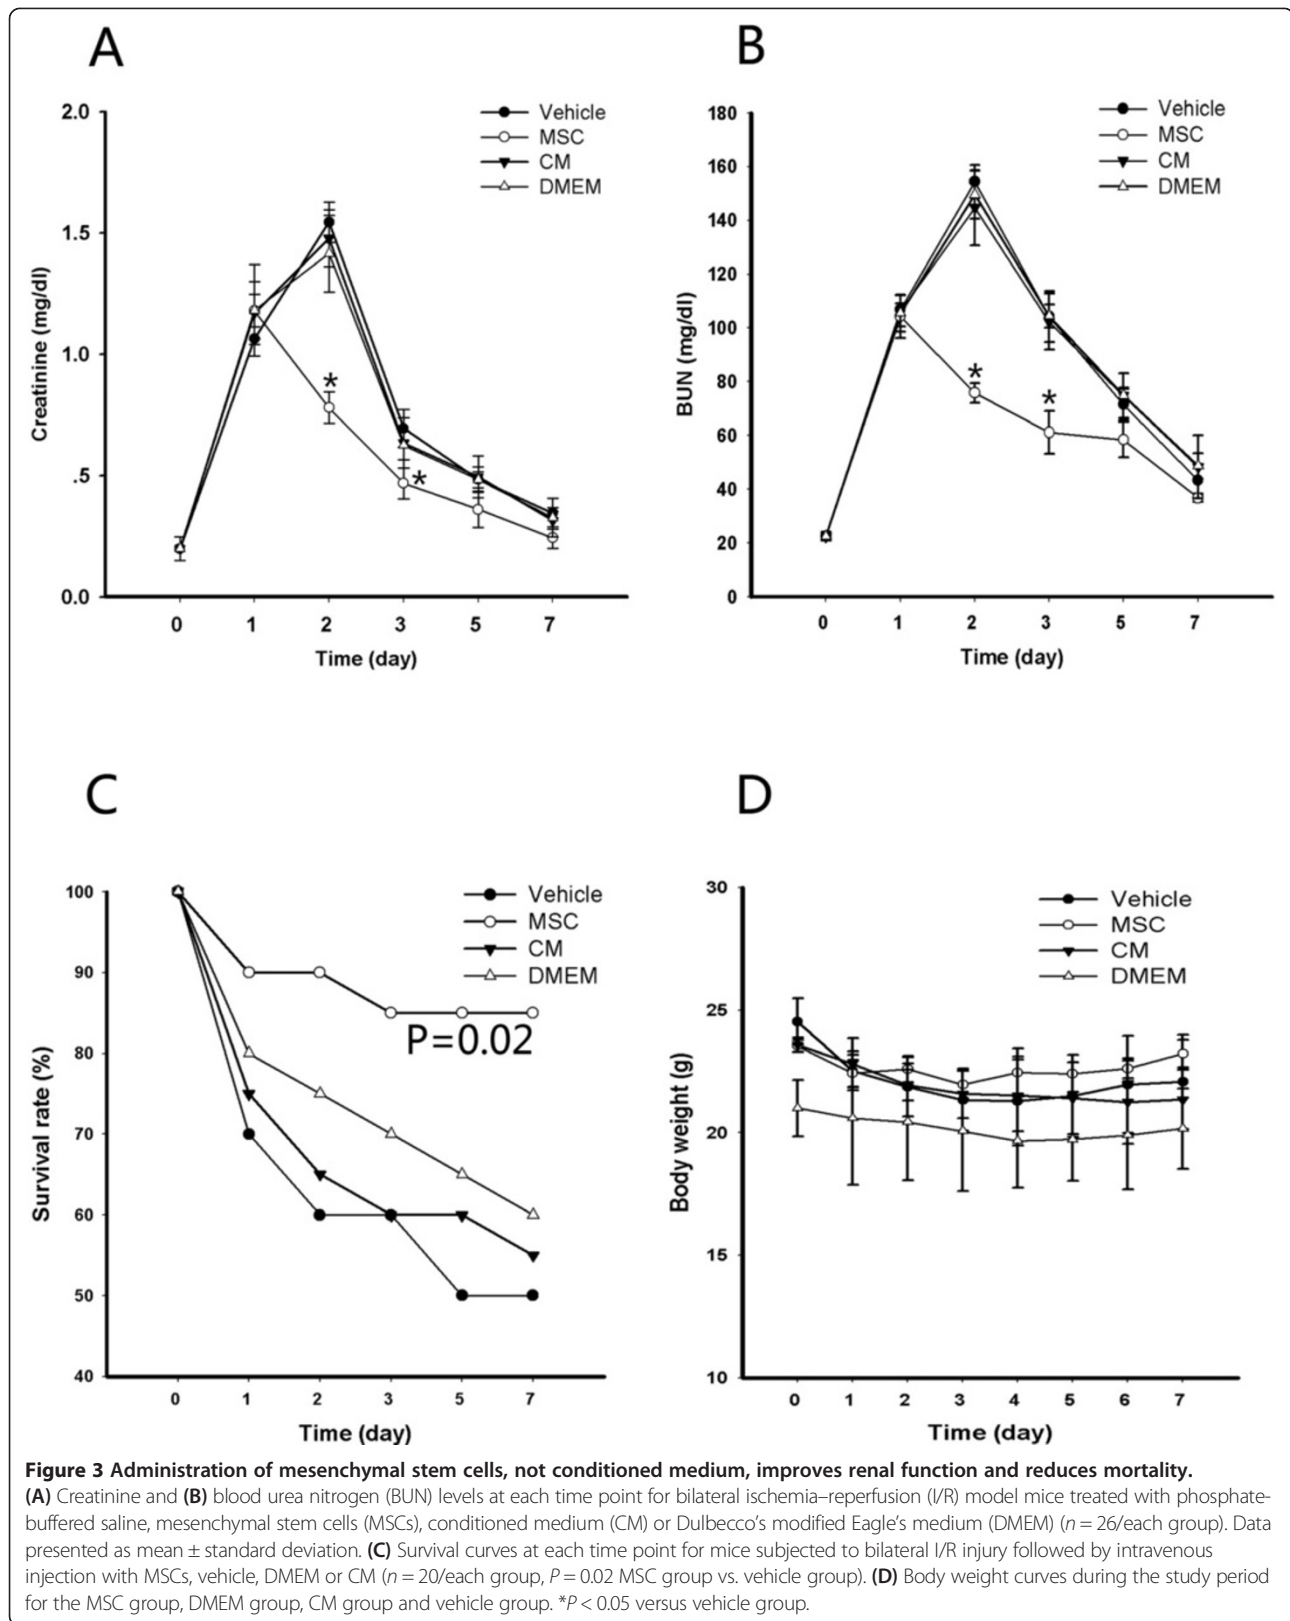 A
2.0
1.5
1.0
.5
0.0
Creatinine (mg/dl)
Vehicle
MSC
CM
DMEM
*
*
0 1 2 3 5 7
Time (day)
B
180
160
140
120
100
80
60
40
20
0
BUN (mg/dl)
Vehicle
MSC
CM
DMEM
*
*
0 1 2 3 5 7
Time (day)
C
100
90
80
70
60
50
40
Survival rate (%)
Vehicle
MSC
CM
DMEM
P=0.02
0 1 2 3 5 7
Time (day)
D
30
25
20
15
10
Body weight (g)
Vehicle
MSC
CM
DMEM
0 1 2 3 4 5 6 7
Time (day)
Figure 3 Administration of mesenchymal stem cells, not conditioned medium, improves renal function and reduces mortality.
(A) Creatinine and (B) blood urea nitrogen (BUN) levels at each time point for bilateral ischemia–reperfusion (I/R) model mice treated with phosphate-
buffered saline, mesenchymal stem cells (MSCs), conditioned medium (CM) or Dulbecco's modified Eagle's medium (DMEM) (n = 26/each group). Data
presented as mean ± standard deviation. (C) Survival curves at each time point for mice subjected to bilateral I/R injury followed by intravenous
injection with MSCs, vehicle, DMEM or CM (n = 20/each group, P = 0.02 MSC group vs. vehicle group). (D) Body weight curves during the study period
for the MSC group, DMEM group, CM group and vehicle group. *P < 0.05 versus vehicle group.